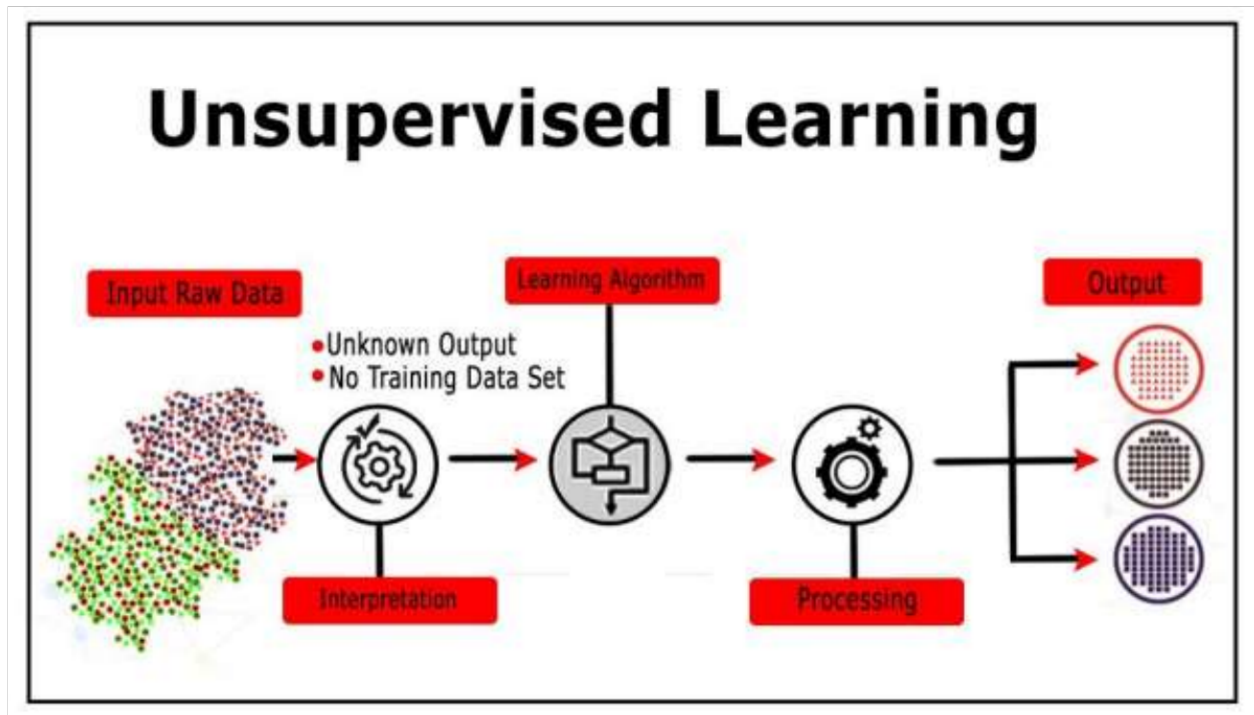 Unsupervised Learning
Input Raw Data
Learning Algorithm
Output
Unknown Output
No Training Data Set
Interpretation
Processing